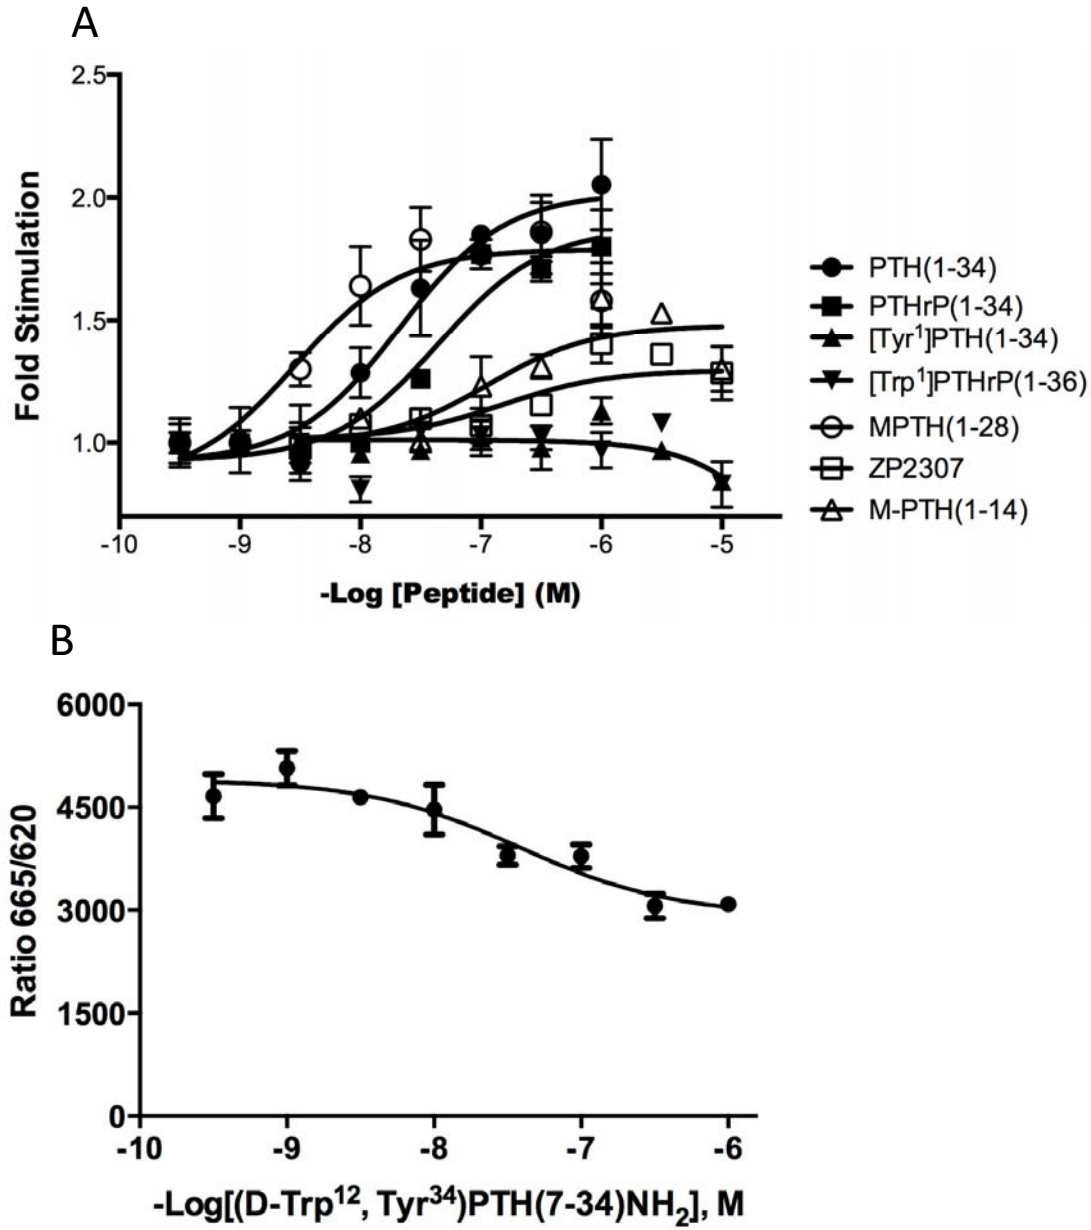 A
2.5
2.0
1.5
1.0
Fold Stimulation
-10 -9 -8 -7 -6 -5
-Log [Peptide] (M)
PTH(1-34)
PTHrP(1-34)
[Tyr¹]PTH(1-34)
[Trp¹]PTHrP(1-36)
MPTH(1-28)
ZP2307
M-PTH(1-14)
B
6000
4500
3000
1500
0
Ratio 665/620
-10 -9 -8 -7 -6
-Log[(D-Trp¹², Tyr³⁴)PTH(7-34)NH₂], M